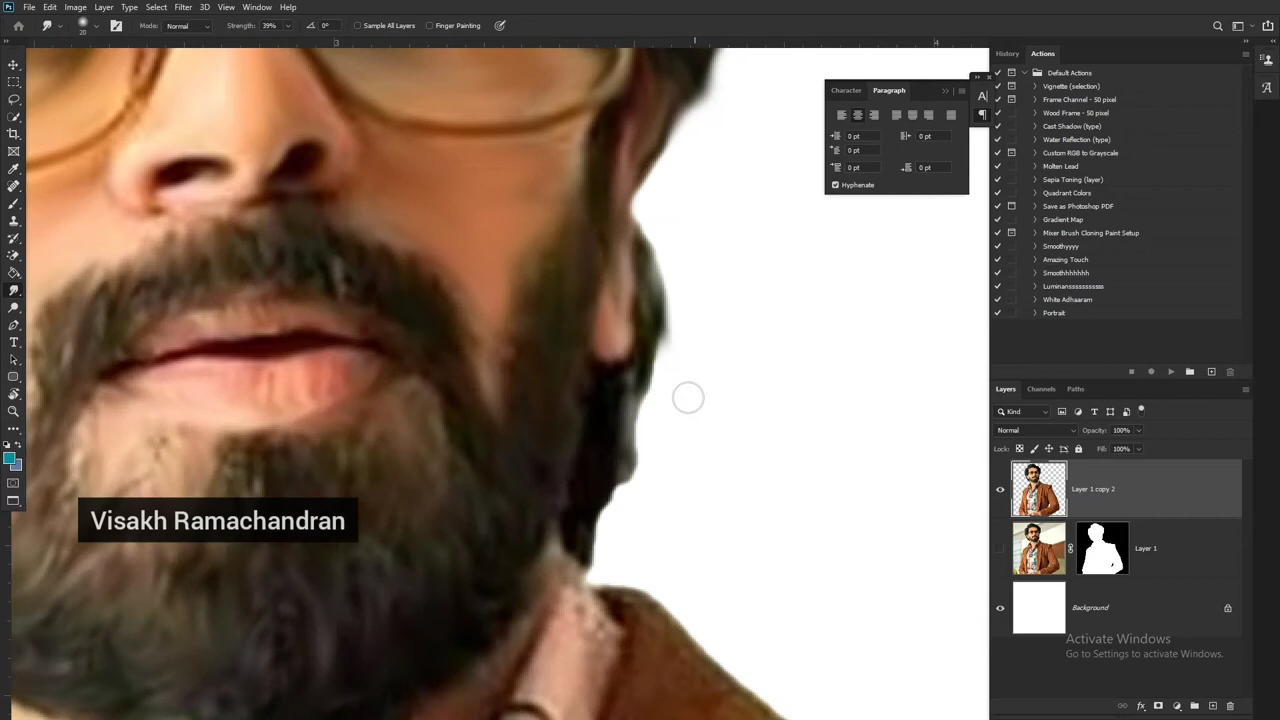 Ps File Edit Image Layer Type Select Filter 3D View Window Help
20 Mode: Normal Strength: 39% 0° Sample All Layers Finger Painting
3 4
Character Paragraph
0 pt 0 pt
0 pt
0 pt 0 pt
Hyphenate
History Actions
Default Actions
Vignette (selection)
Frame Channel - 50 pixel
Wood Frame - 50 pixel
Cast Shadow (type)
Water Reflection (type)
Custom RGB to Grayscale
Molten Lead
Sepia Toning (layer)
Quadrant Colors
Save as Photoshop PDF
Gradient Map
Mixer Brush Cloning Paint Setup
Smoothyyyy
Amazing Touch
Smoothhhhhh
Luminanssssssssss
White Adhaaram
Portrait
Layers Channels Paths
Kind
Normal Opacity: 100%
Lock: Fill: 100%
Layer 1 copy 2
Layer 1
Background
Visakh Ramachandran
Activate Windows
Go to Settings to activate Windows.